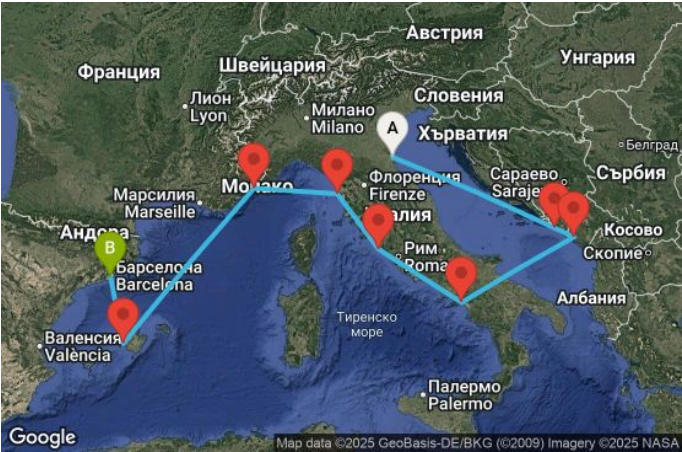 Австрия
Унгария
Швейцария
Франция
Словения
Лион
Lyon
Милано
Milano
A
Хърватия
Белград
Сараево
Saraje
Сърбия
Флоренция
Firenze
Монако
Марсилия
Marseille
алия
Андора
Косово
Рим
Roma
Скопие
B
Барселона
Barcelona
Албания
Тиренско
море
Валенсия
València
Палермо
Palermo
Google
Map data ©2025 GeoBasis-DE/BKG (©2009) Imagery ©2025 NASA